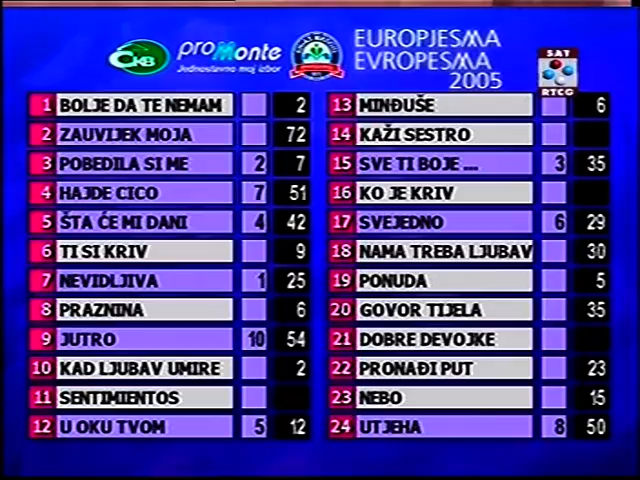 CKB
proMonte
Jednostavno moj izbor
EUROPJESMA
EVROPESMA
2005
SAT
RTCG
1 BOLJE DA TE NEMAM 2
2 ZAUVIJEK MOJA 72
3 POBEDILA SI ME 2 7
4 HAJDE CICO 7 51
5 ŠTA ĆE MI DANI 4 42
6 TI SI KRIV 9
7 NEVIDLJIVA 1 25
8 PRAZNINA 6
9 JUTRO 10 54
10 KAD LJUBAV UMIRE 2
11 SENTIMIENTOS
12 U OKU TVOM 5 12
13 MINĐUŠE 6
14 KAŽI SESTRO
15 SVE TI BOJE ... 3 35
16 KO JE KRIV
17 SVEJEDNO 6 29
18 NAMA TREBA LJUBAV 30
19 PONUDA 5
20 GOVOR TIJELA 35
21 DOBRE DEVOJKE
22 PRONAĐI PUT 23
23 NEBO 15
24 UTJEHA 8 50